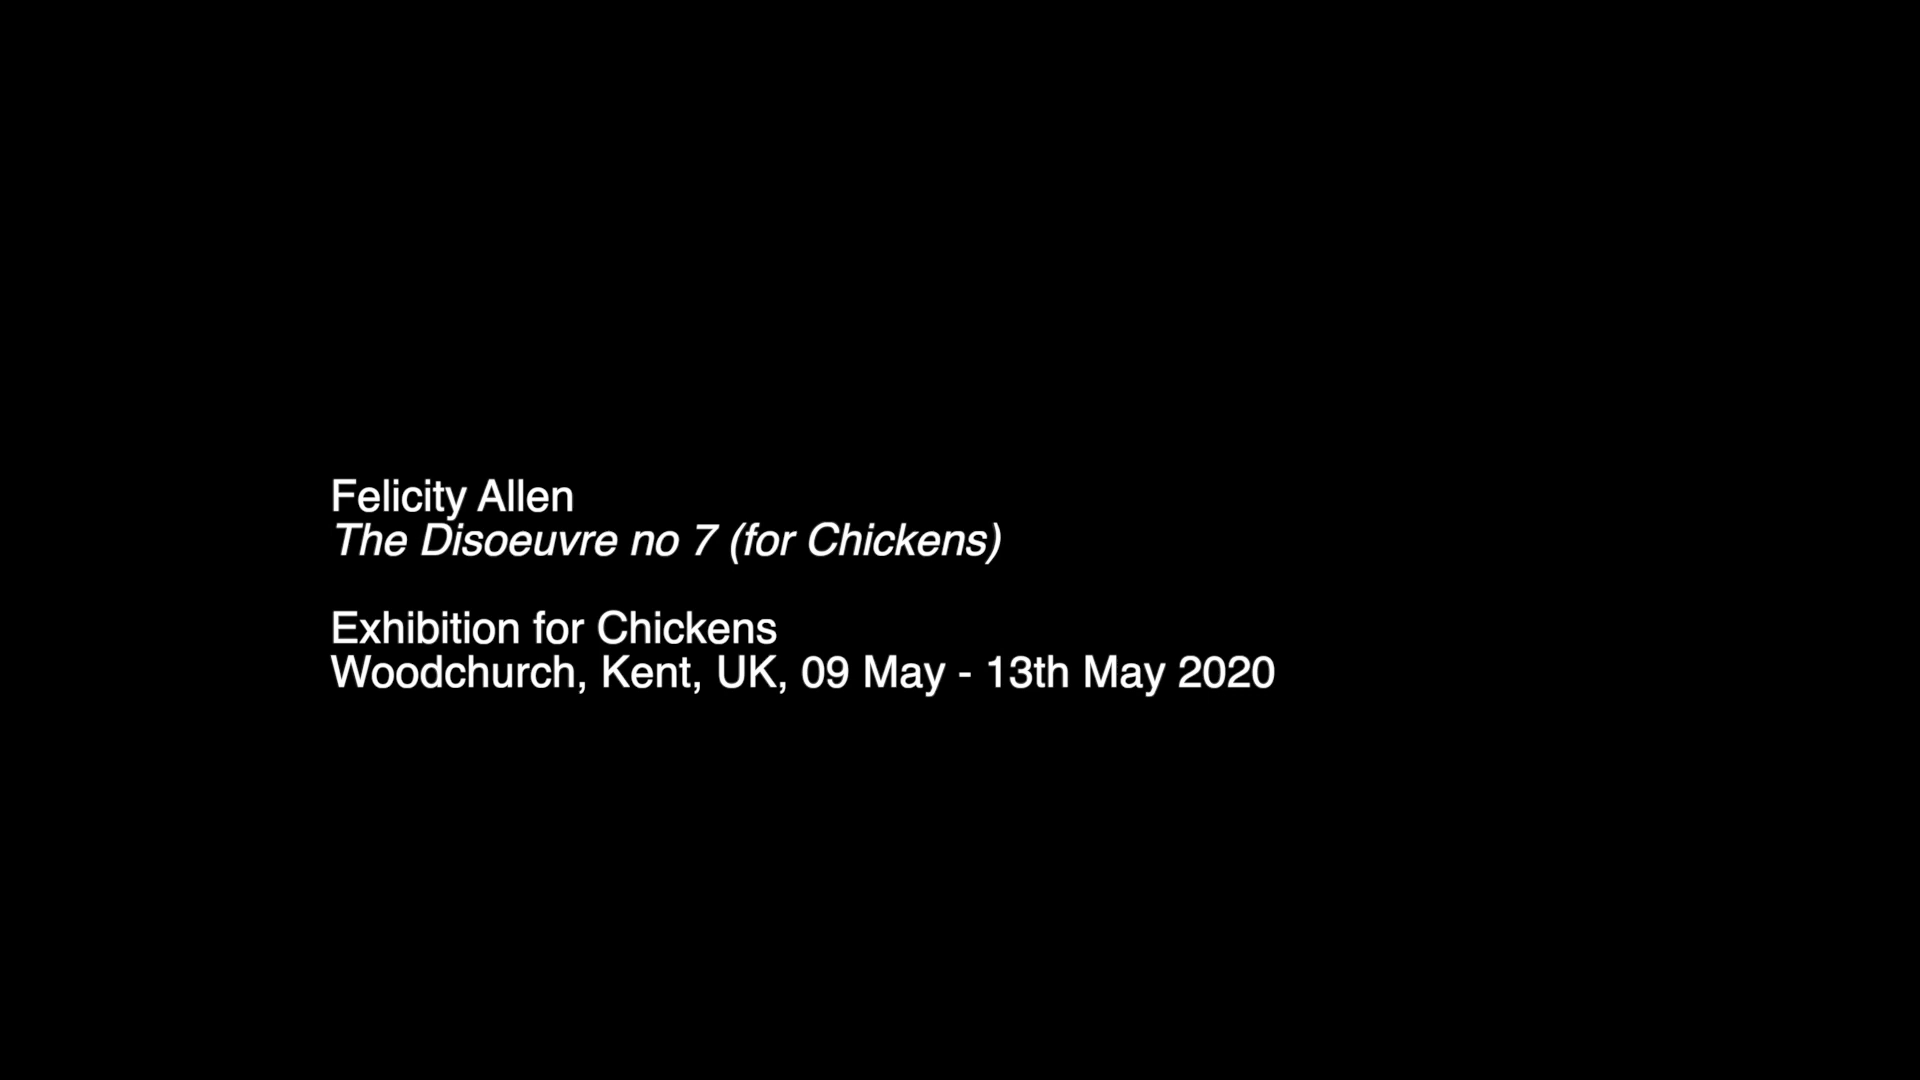 Felicity Allen
The Disoeuvre no 7 (for Chickens)
Exhibition for Chickens
Woodchurch, Kent, UK, 09 May - 13th May 2020